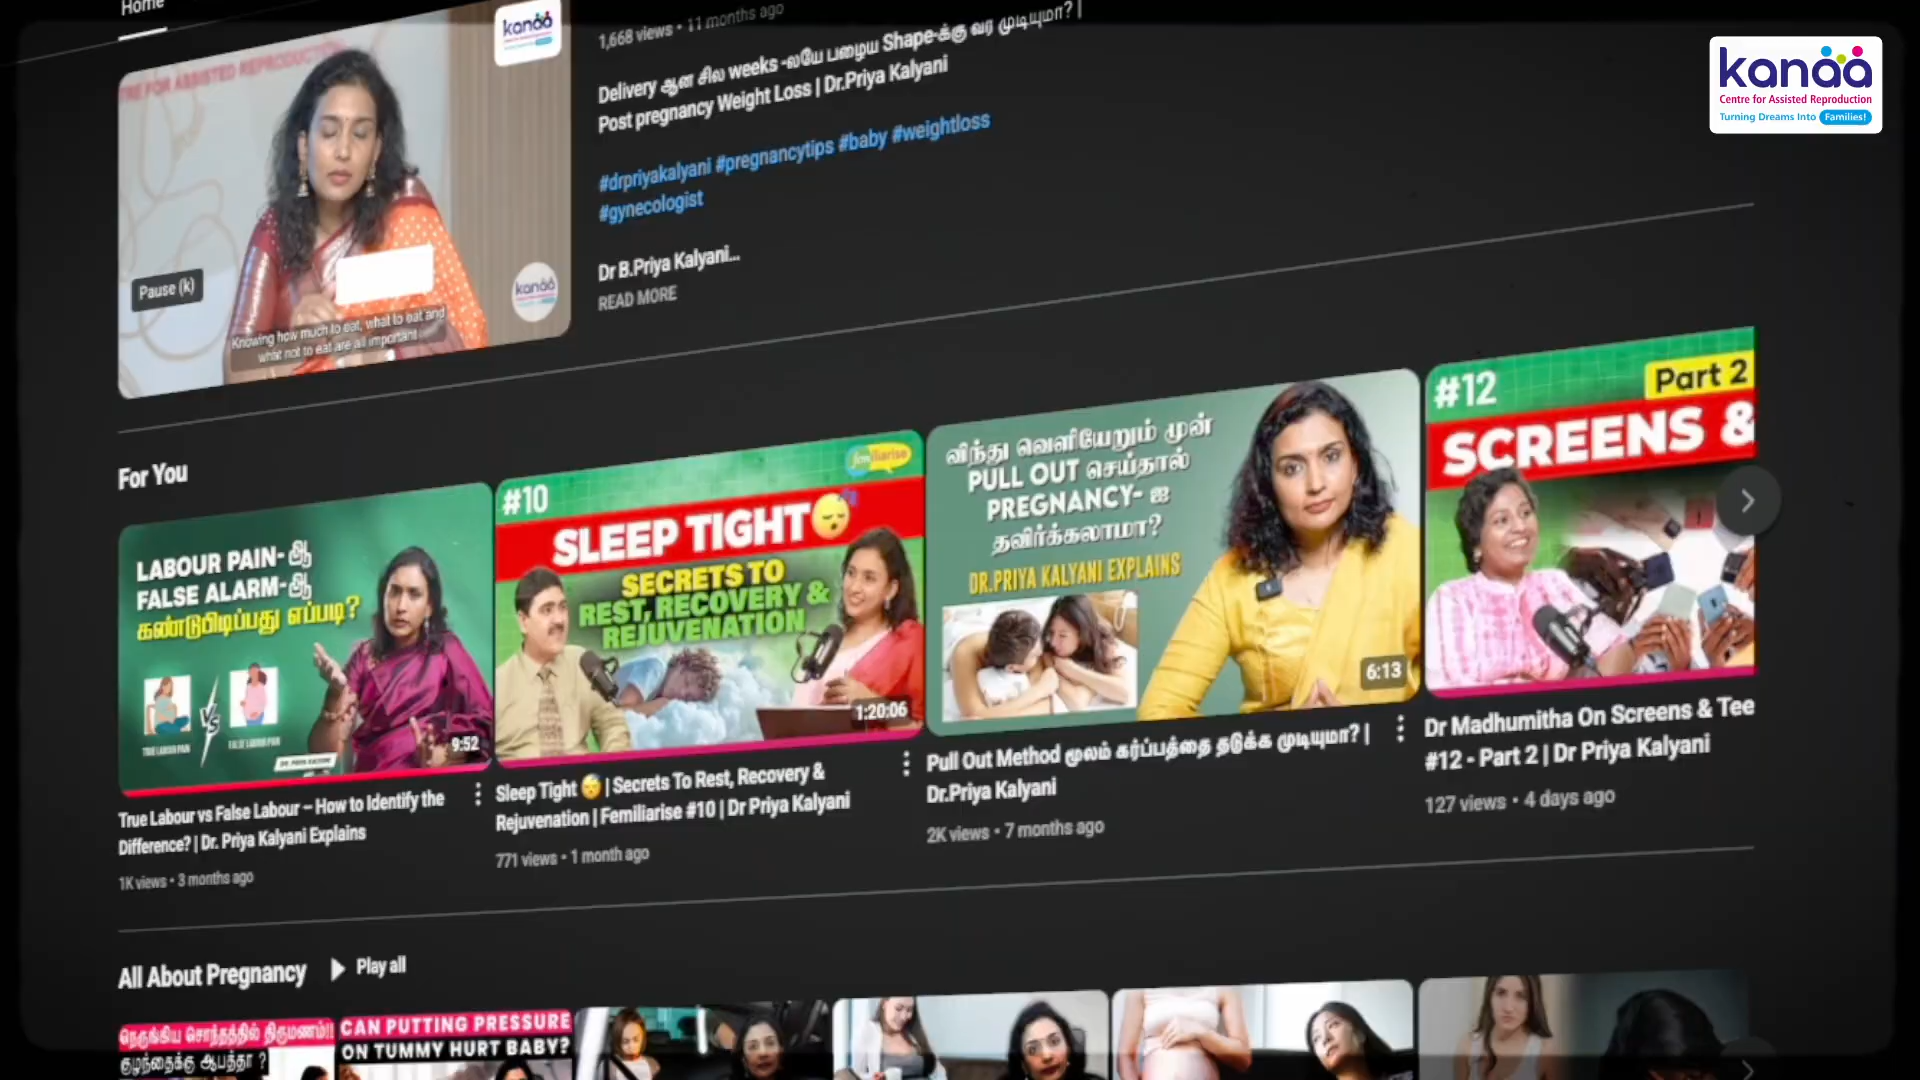 Home
1,668 views • 11 months ago
kanaa
kanaa
Centre for Assisted Reproduction
Turning Dreams Into Families!
TRE FOR ASSISTED REPRODUCTION
Delivery ஆன சில weeks -லயே பழைய Shape-க்கு வர முடியுமா? |
Post pregnancy Weight Loss | Dr.Priya Kalyani
#drpriyakalyani #pregnancytips #baby #weightloss
#gynecologist
Dr B.Priya Kalyani...
READ MORE
Pause (k)
kanaa
Knowing how much to eat, what to eat and
what not to eat are all important
For You
LABOUR PAIN-ஆ
FALSE ALARM-ஆ
கண்டுபிடிப்பது எப்படி?
VS
TRUE LABOUR PAIN
FALSE LABOUR PAIN
DR. PRIYA KALYANI
9:52
True Labour vs False Labour – How to Identify the
Difference? | Dr. Priya Kalyani Explains
1K views • 3 months ago
#10
femiliarise
SLEEP TIGHT
SECRETS TO
REST, RECOVERY &
REJUVENATION
1:20:06
Sleep Tight 😴 | Secrets To Rest, Recovery &
Rejuvenation | Femiliarise #10 | Dr Priya Kalyani
771 views • 1 month ago
விந்து வெளியேறும் முன்
PULL OUT செய்தால்
PREGNANCY- ஐ
தவிர்க்கலாமா?
DR.PRIYA KALYANI EXPLAINS
6:13
Pull Out Method மூலம் கர்ப்பத்தை தடுக்க முடியுமா? |
Dr.Priya Kalyani
2K views • 7 months ago
#12
Part 2
SCREENS &
Dr Madhumitha On Screens & Tee
#12 - Part 2 | Dr Priya Kalyani
127 views • 4 days ago
All About Pregnancy
Play all
நெருங்கிய சொந்தத்தில் திருமணம்!!
குழந்தைக்கு ஆபத்தா ?
CAN PUTTING PRESSURE
ON TUMMY HURT BABY?